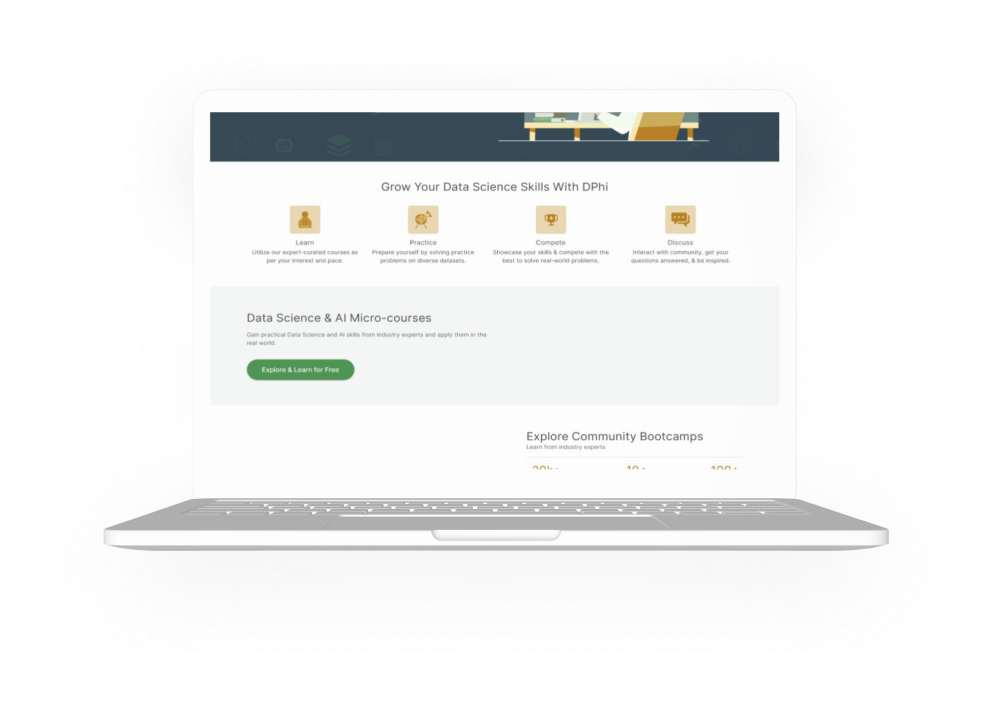 Grow Your Data Science Skills With DPhi
Learn
Utilize our expert-curated courses as
per your interest and pace.
Practice
Prepare yourself by solving practice
problems on diverse datasets.
Compete
Showcase your skills & compete with the
best to solve real-world problems.
Discuss
Interact with community, get your
questions answered, & be inspired.
Data Science & AI Micro-courses
Gain practical Data Science and AI skills from industry experts and apply them in the
real world.
Explore & Learn for Free
Explore Community Bootcamps
Learn from industry experts